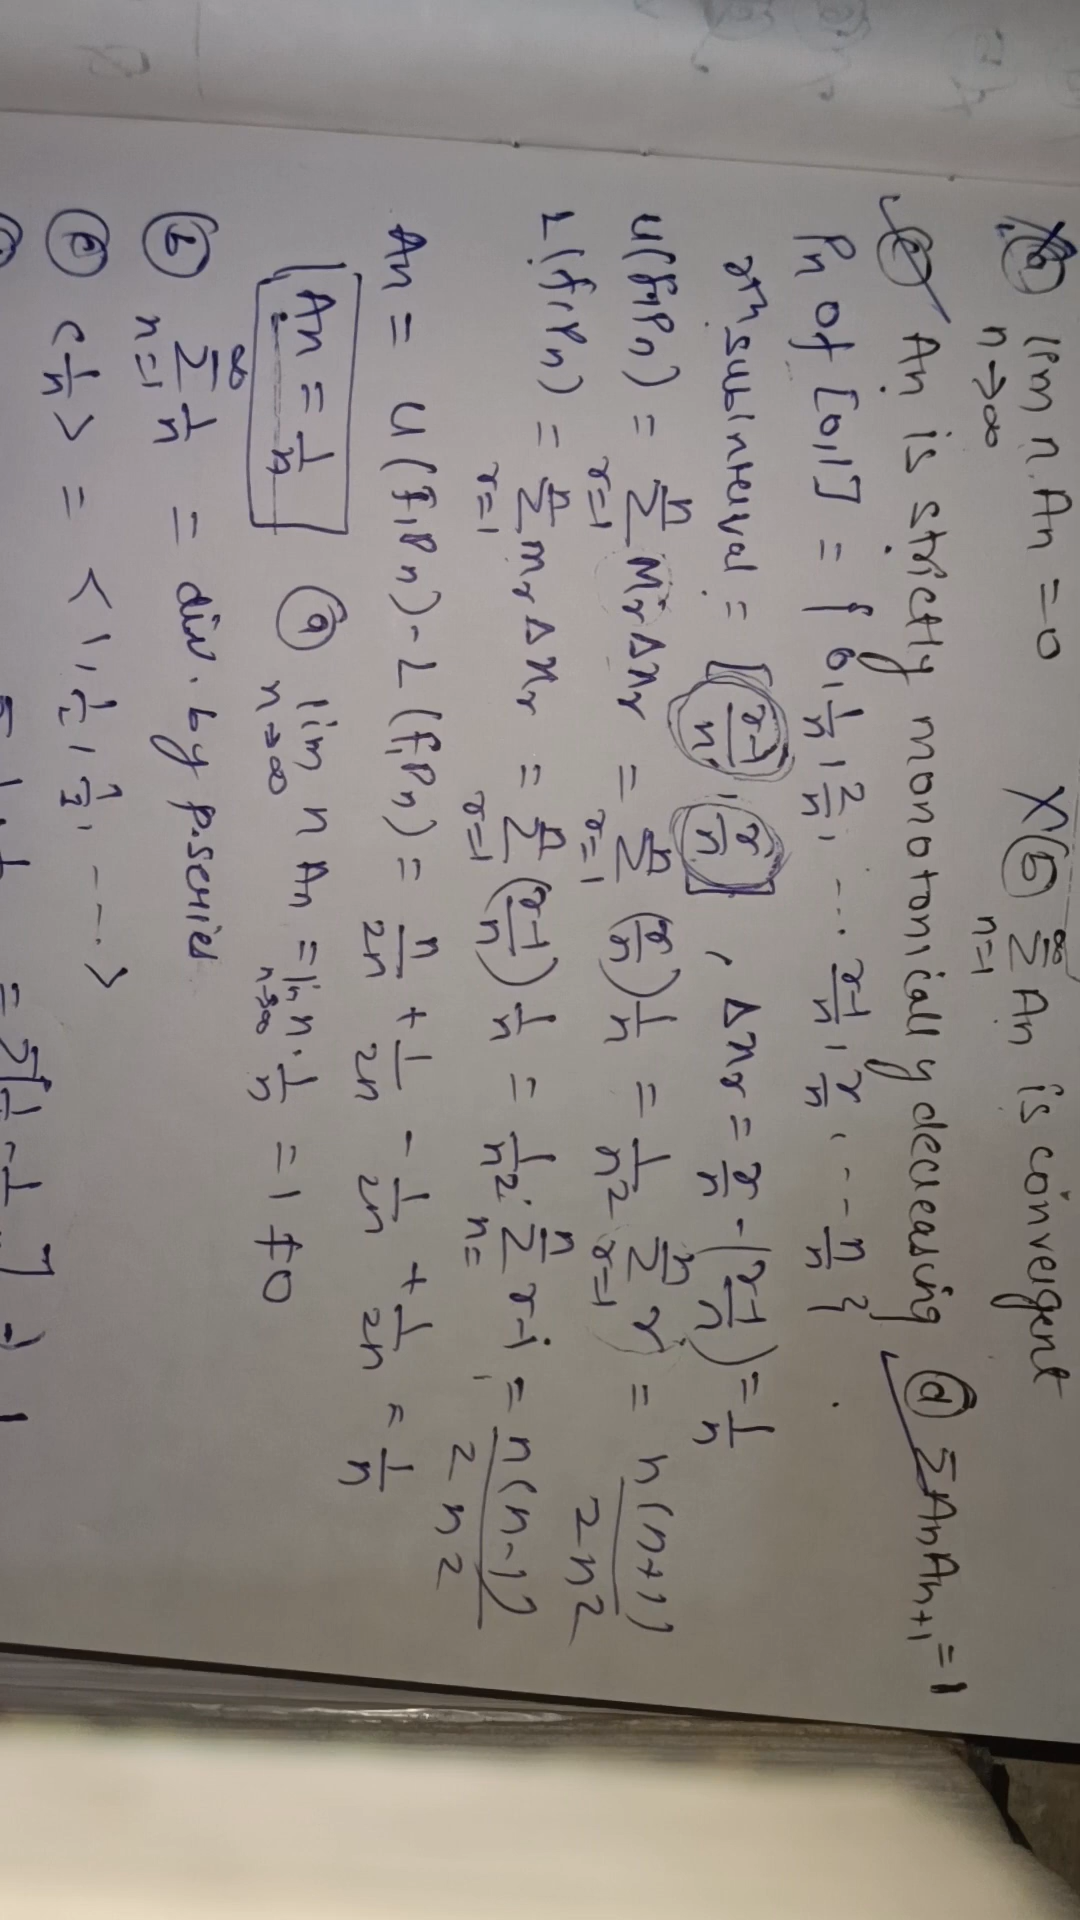 (a) lim n→∞ n.An = 0 X (b) ∞ Σ n=1 An is convergent
(c) An is strictly monotonically decreasing (d) ΣAnAn+1 = 1
Pn of [0,1] = { 0, 1/n, 2/n, ... r-1/n, r/n, .-- n/n }
rth subinterval = [ r-1/n, r/n ] , Δxr = r/n - (r-1/n) = 1/n
U(f,Pn) = n Σ r=1 Mr Δxr = n Σ r=1 (r/n) 1/n = 1/n² n Σ r=1 r = n(n+1)/2n²
L(f,Pn) = n Σ r=1 mr Δxr = n Σ r=1 (r-1/n) 1/n = 1/n² . n Σ n= r-1 = n(n-1)/2n²
An = U(f,Pn) - L(f,Pn) = n/2n + 1/2n - 1/2n + 1/2n = 1/n
An = 1/n (a) lim n→∞ n An = lim n→∞ n . 1/n = 1 ≠ 0
(b) ∞ Σ n=1 1/n = div. by p.series
(c) < 1/n > = < 1, 1/2, 1/3, ---- >